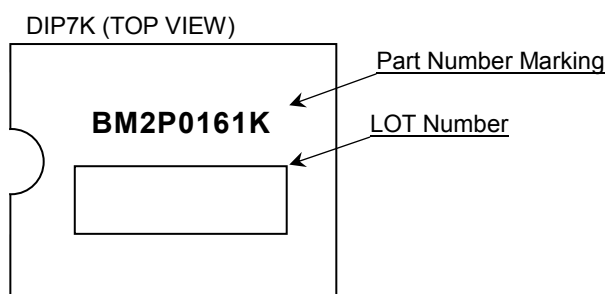 DIP7K (TOP VIEW)
Part Number Marking
BM2P0161K
LOT Number